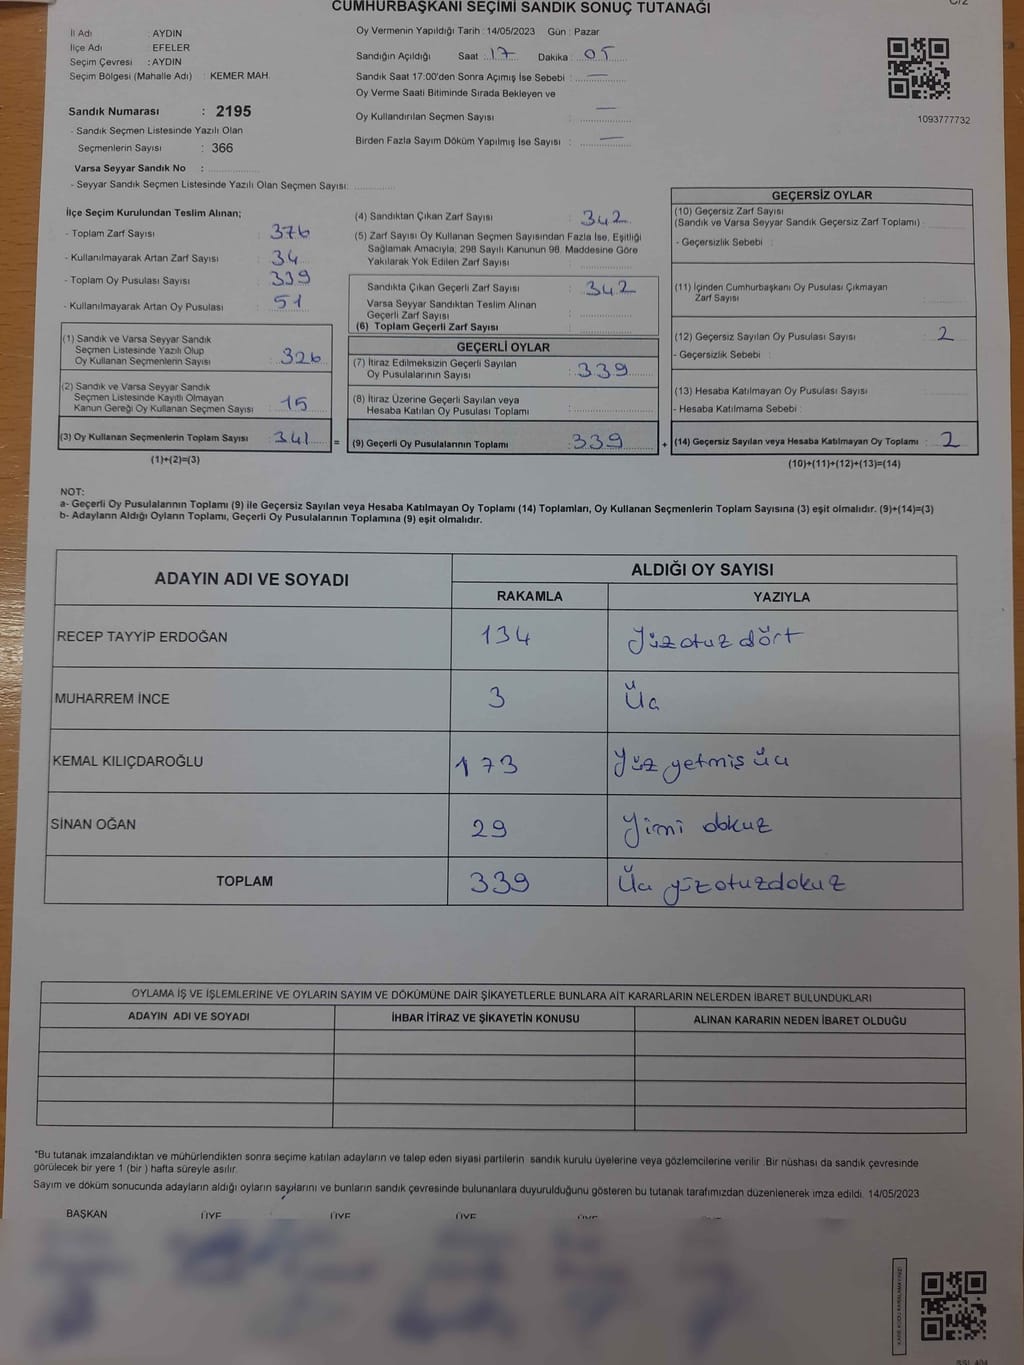 CUMHURBAŞKANI SEÇİMİ SANDIK SONUÇ TUTANAĞI
İl Adı : AYDIN
İlçe Adı : EFELER
Seçim Çevresi : AYDIN
Seçim Bölgesi (Mahalle Adı) : KEMER MAH.
Sandık Numarası : 2195
- Sandık Seçmen Listesinde Yazılı Olan
Seçmenlerin Sayısı : 366
Varsa Seyyar Sandık No :
- Seyyar Sandık Seçmen Listesinde Yazılı Olan Seçmen Sayısı:
Oy Vermenin Yapıldığı Tarih : 14/05/2023 Gün : Pazar
Sandığın Açıldığı Saat : 17 Dakika : 05
Sandık Saat 17:00'den Sonra Açımış İse Sebebi : —
Oy Verme Saati Bitiminde Sırada Bekleyen ve
Oy Kullandırılan Seçmen Sayısı : —
Birden Fazla Sayım Döküm Yapılmış İse Sayısı : —
1093777732
İlçe Seçim Kurulundan Teslim Alınan;
- Toplam Zarf Sayısı : 376
- Kullanılmayarak Artan Zarf Sayısı : 34
- Toplam Oy Pusulası Sayısı : 339
- Kullanılmayarak Artan Oy Pusulası : 51
(1) Sandık ve Varsa Seyyar Sandık
Seçmen Listesinde Yazılı Olup
Oy Kullanan Seçmenlerin Sayısı : 326
(2) Sandık ve Varsa Seyyar Sandık
Seçmen Listesinde Kayıtlı Olmayan
Kanun Gereği Oy Kullanan Seçmen Sayısı : 15
(3) Oy Kullanan Seçmenlerin Toplam Sayısı : 341 =
(1)+(2)=(3)
(4) Sandıktan Çıkan Zarf Sayısı : 342
(5) Zarf Sayısı Oy Kullanan Seçmen Sayısından Fazla İse, Eşitliği
Sağlamak Amacıyla; 298 Sayılı Kanunun 98. Maddesine Göre
Yakılarak Yok Edilen Zarf Sayısı :
Sandıkta Çıkan Geçerli Zarf Sayısı : 342
Varsa Seyyar Sandıktan Teslim Alınan
Geçerli Zarf Sayısı :
(6) Toplam Geçerli Zarf Sayısı :
GEÇERLİ OYLAR
(7) İtiraz Edilmeksizin Geçerli Sayılan
Oy Pusulalarının Sayısı : 339
(8) İtiraz Üzerine Geçerli Sayılan veya
Hesaba Katılan Oy Pusulası Toplamı :
(9) Geçerli Oy Pusulalarının Toplamı : 339 +
GEÇERSİZ OYLAR
(10) Geçersiz Zarf Sayısı
(Sandık ve Varsa Seyyar Sandık Geçersiz Zarf Toplamı) :
- Geçersizlik Sebebi :
(11) İçinden Cumhurbaşkanı Oy Pusulası Çıkmayan
Zarf Sayısı :
(12) Geçersiz Sayılan Oy Pusulası Sayısı : 2
- Geçersizlik Sebebi :
(13) Hesaba Katılmayan Oy Pusulası Sayısı :
- Hesaba Katılmama Sebebi :
(14) Geçersiz Sayılan veya Hesaba Katılmayan Oy Toplamı : 2
(10)+(11)+(12)+(13)=(14)
NOT:
a- Geçerli Oy Pusulalarının Toplamı (9) ile Geçersiz Sayılan veya Hesaba Katılmayan Oy Toplamı (14) Toplamları, Oy Kullanan Seçmenlerin Toplam Sayısına (3) eşit olmalıdır. (9)+(14)=(3)
b- Adayların Aldığı Oyların Toplamı, Geçerli Oy Pusulalarının Toplamına (9) eşit olmalıdır.
ADAYIN ADI VE SOYADI
ALDIĞI OY SAYISI
RAKAMLA YAZIYLA
RECEP TAYYİP ERDOĞAN 134 Yüzotuz dört
MUHARREM İNCE 3 Üç
KEMAL KILIÇDAROĞLU 173 Yüz yetmiş üç
SİNAN OĞAN 29 Yimi dokuz
TOPLAM 339 Üç yüzotuzdokuz
OYLAMA İŞ VE İŞLEMLERİNE VE OYLARIN SAYIM VE DÖKÜMÜNE DAİR ŞİKAYETLERLE BUNLARA AİT KARARLARIN NELERDEN İBARET BULUNDUKLARI
ADAYIN ADI VE SOYADI İHBAR İTİRAZ VE ŞİKAYETİN KONUSU ALINAN KARARIN NEDEN İBARET OLDUĞU
"Bu tutanak imzalandıktan ve mühürlendikten sonra seçime katılan adayların ve talep eden siyasi partilerin sandık kurulu üyelerine veya gözlemcilerine verilir. Bir nüshası da sandık çevresinde
görülecek bir yere 1 (bir ) hafta süreyle asılır.
Sayım ve döküm sonucunda adayların aldığı oyların sayılarını ve bunların sandık çevresinde bulunanlara duyurulduğunu gösteren bu tutanak tarafımızdan düzenlenerek imza edildi. 14/05/2023
BAŞKAN ÜYE ÜYE ÜYE ÜYE ÜYE